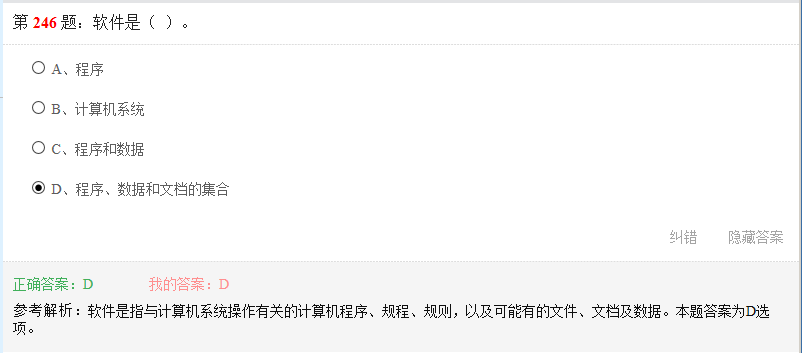 第 246 题：软件是（ ）。
A、程序
B、计算机系统
C、程序和数据
D、程序、数据和文档的集合
纠错 隐藏答案
正确答案：D 我的答案：D
参考解析：软件是指与计算机系统操作有关的计算机程序、规程、规则，以及可能有的文件、文档及数据。本题答案为D选
项。